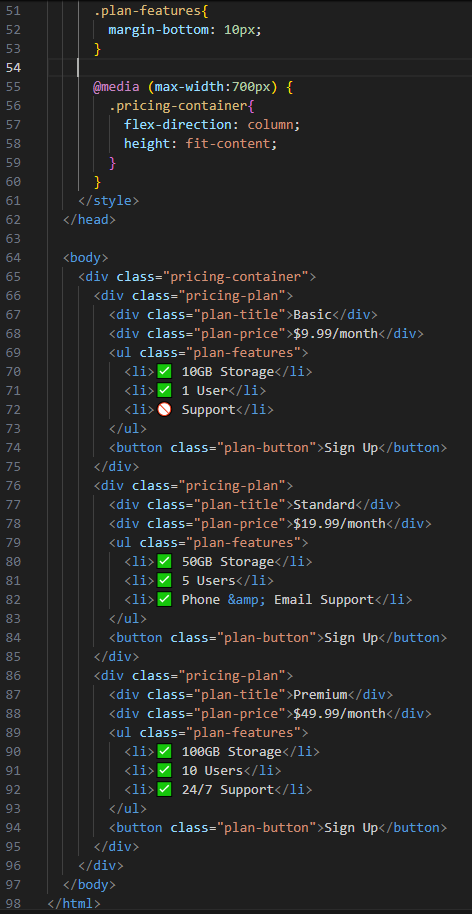 51 .plan-features{
52 margin-bottom: 10px;
53 }
54
55 @media (max-width:700px) {
56 .pricing-container{
57 flex-direction: column;
58 height: fit-content;
59 }
60 }
61 </style>
62 </head>
63
64 <body>
65 <div class="pricing-container">
66 <div class="pricing-plan">
67 <div class="plan-title">Basic</div>
68 <div class="plan-price">$9.99/month</div>
69 <ul class="plan-features">
70 <li>✅ 10GB Storage</li>
71 <li>✅ 1 User</li>
72 <li>🚫 Support</li>
73 </ul>
74 <button class="plan-button">Sign Up</button>
75 </div>
76 <div class="pricing-plan">
77 <div class="plan-title">Standard</div>
78 <div class="plan-price">$19.99/month</div>
79 <ul class="plan-features">
80 <li>✅ 50GB Storage</li>
81 <li>✅ 5 Users</li>
82 <li>✅ Phone &amp; Email Support</li>
83 </ul>
84 <button class="plan-button">Sign Up</button>
85 </div>
86 <div class="pricing-plan">
87 <div class="plan-title">Premium</div>
88 <div class="plan-price">$49.99/month</div>
89 <ul class="plan-features">
90 <li>✅ 100GB Storage</li>
91 <li>✅ 10 Users</li>
92 <li>✅ 24/7 Support</li>
93 </ul>
94 <button class="plan-button">Sign Up</button>
95 </div>
96 </div>
97 </body>
98 </html>